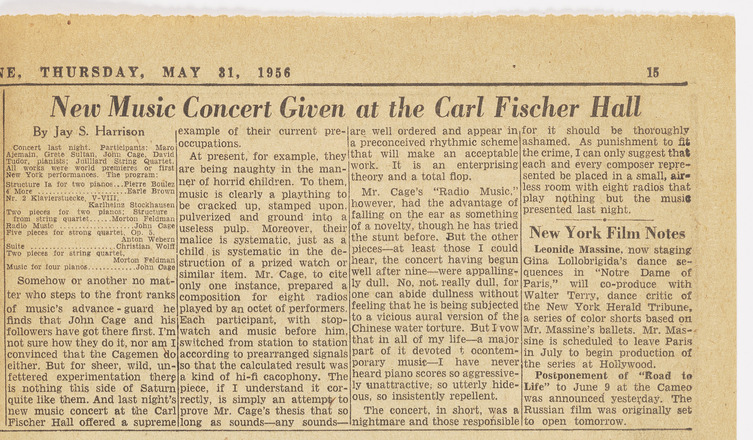 NE, THURSDAY, MAY 31, 1956
15
New Music Concert Given at the Carl Fischer Hall
By Jay S. Harrison
Concert last night. Participants: Maro
Ajemain, Grete Sultan, John Cage, David
Tudor, pianists; Juilliard String Quartet.
All works were world premieres or first
New York performances. The program:
Structure Ia for two pianos...Pierre Boulez
4 More..........................Earle Brown
Nr. 2 Klavierstuecke, V-VIII,
Karlheins Stockhausen
Two pieces for two pianos; Structure
from string quartet.....Morton Feldman
Radio Music..................John Cage
Five pieces for strong quartet, Op. 5,
Anton Webern
Suite....................Christian Wolff
Two pieces for string quartet,
Morton Feldman
Music for four pianos..........John Cage
Somehow or another no mat-
ter who steps to the front ranks
of music's advance-guard he
finds that John Cage and his
followers have got there first. I'm
not sure how they do it, nor am I
convinced that the Cagemen do
either. But for sheer, wild, un-
fettered experimentation there
is nothing this side of Saturn
quite like them. And last night's
new music concert at the Carl
Fischer Hall offered a supreme
example of their current pre-
occupations.
At present, for example, they
are being naughty in the man-
ner of horrid children. To them,
music is clearly a plaything to
be cracked up, stamped upon,
pulverized and ground into a
useless pulp. Moreover, their
malice is systematic, just as a
child is systematic in the de-
struction of a prized watch or
similar item. Mr. Cage, to cite
only one instance, prepared a
composition for eight radios
played by an octet of performers.
Each participant, with stop-
watch and music before him,
switched from station to station
according to prearranged signals
so that the calculated result was
a kind of hi-fi cacophony. The
piece, if I understand it cor-
rectly, is simply an attempt to
prove Mr. Cage's thesis that so
long as sounds—any sounds—
are well ordered and appear in
a preconceived rhythmic scheme
that will make an acceptable
work. It is an enterprising
theory and a total flop.
Mr. Cage's "Radio Music,"
however, had the advantage of
falling on the ear as something
of a novelty, though he has tried
the stunt before. But the other
pieces—at least those I could
hear, the concert having begun
well after nine—were appalling-
ly dull. No, not really dull, for
one can abide dullness without
feeling that he is being subjected
to a vicious aural version of the
Chinese water torture. But I vow
that in all of my life—a major
part of it devoted t ocontem-
porary music—I have never
heard piano scores so aggressive-
ly unattractive; so utterly hide-
ous, so insistently repellent.
The concert, in short, was a
nightmare and those responsible
for it should be thoroughly
ashamed. As punishment to fit
the crime, I can only suggest that
each and every composer repre-
sented be placed in a small, air-
less room with eight radios that
play nothing but the music
presented last night.
New York Film Notes
Leonide Massine, now staging
Gina Lollobrigida's dance se-
quences in "Notre Dame of
Paris," will co-produce with
Walter Terry, dance critic of
the New York Herald Tribune,
a series of color shorts based on
Mr. Massine's ballets. Mr. Mas-
sine is scheduled to leave Paris
in July to begin production of
the series at Hollywood.
Postponement of "Road to
Life" to June 9 at the Cameo
was announced yesterday. The
Russian film was originally set
to open tomorrow.